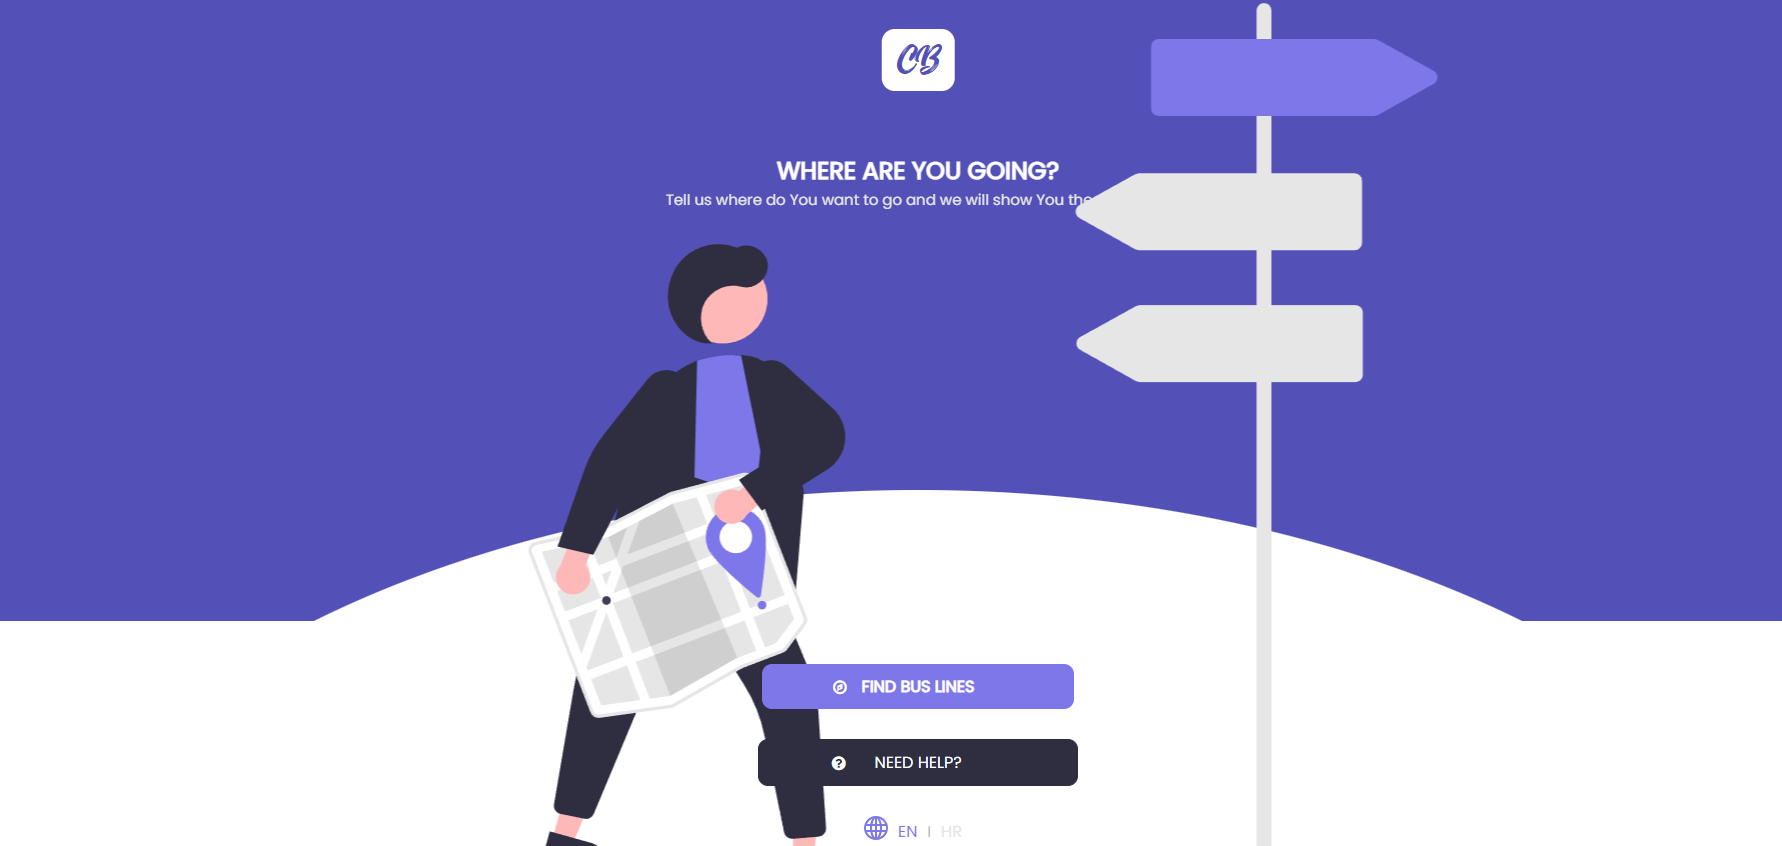 CB
WHERE ARE YOU GOING?
Tell us where do You want to go and we will show You the
FIND BUS LINES
NEED HELP?
EN | HR